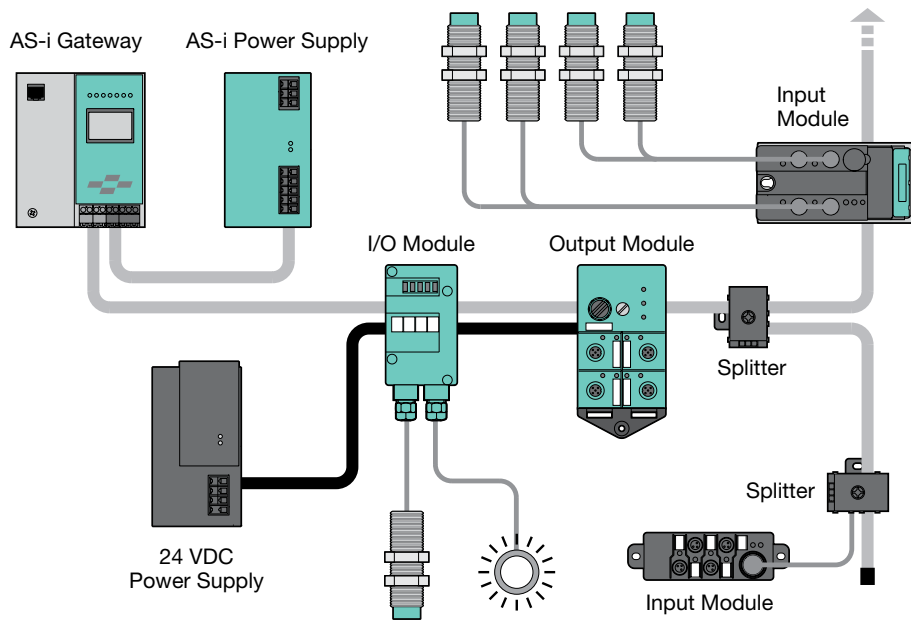 AS-i Gateway
AS-i Power Supply
Input
Module
I/O Module
Output Module
Splitter
24 VDC
Power Supply
Splitter
Input Module